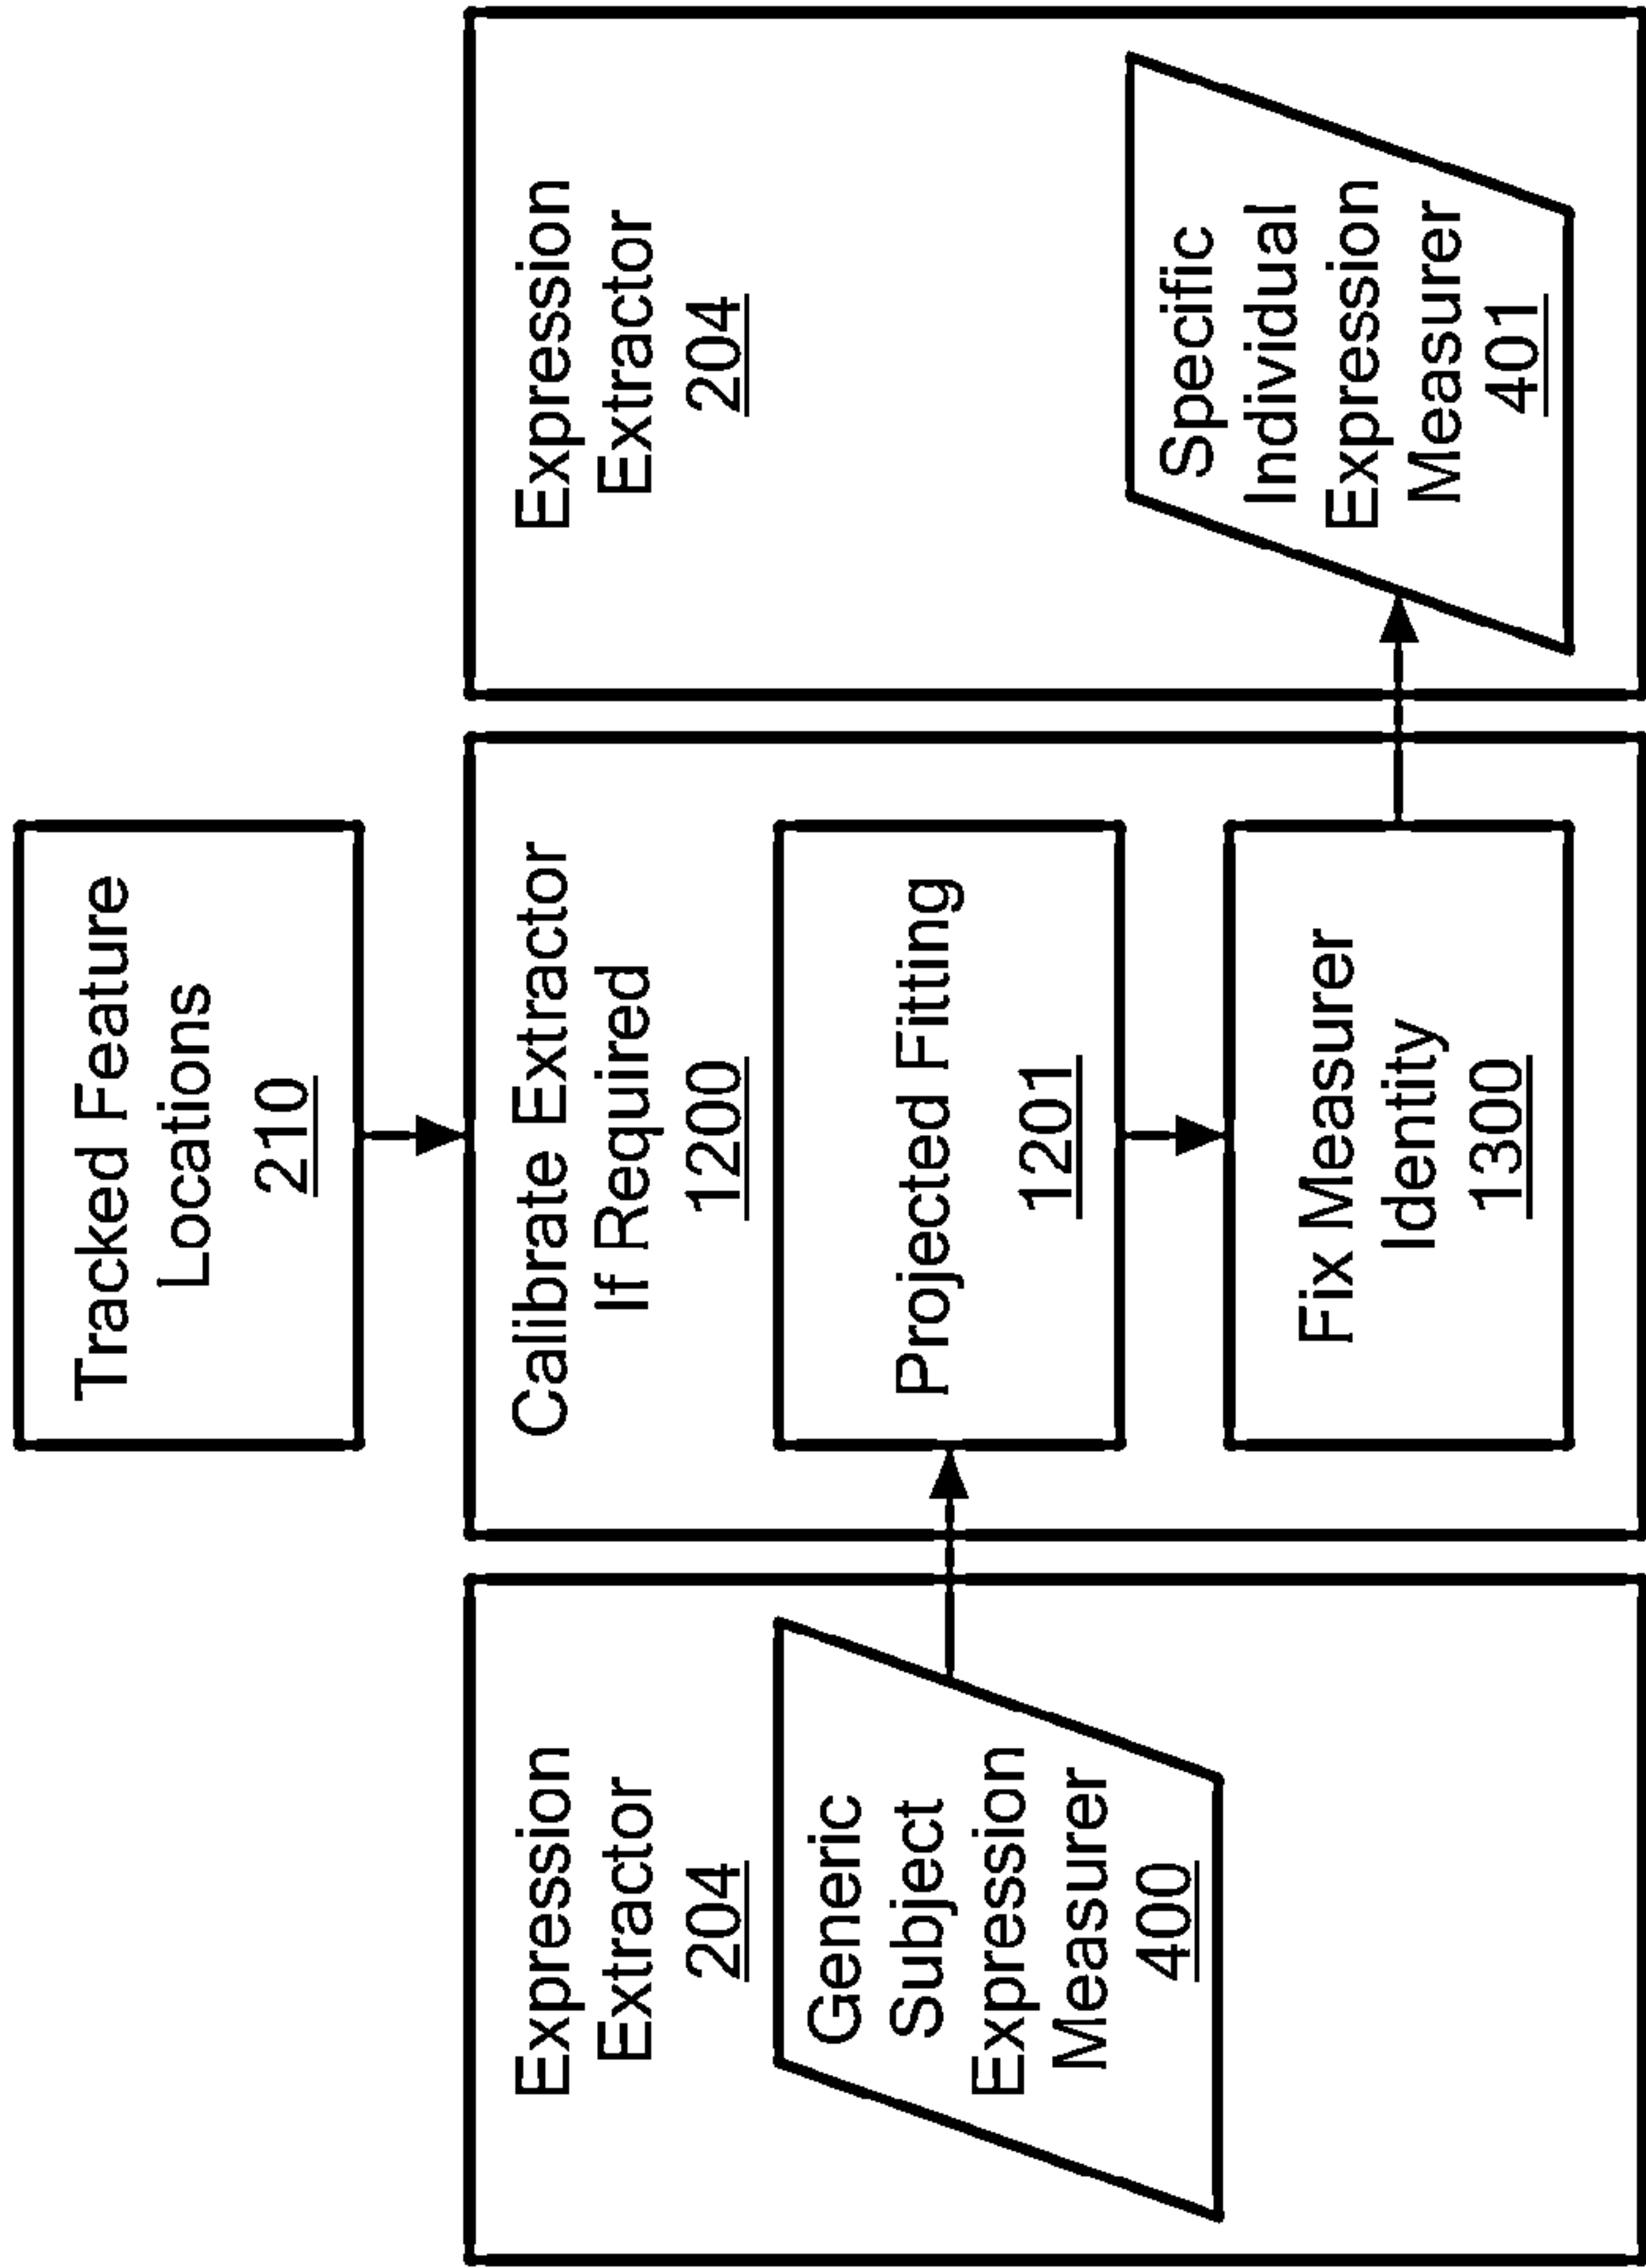 Tracked Feature
Locations
210
Expression
Extractor
204
Generic
Subject
Expression
Measurer
400
Calibrate Extractor
If Required
1200
Projected Fitting
1201
Fix Measurer
Identity
1300
Expression
Extractor
204
Specific
Individual
Expression
Measurer
401